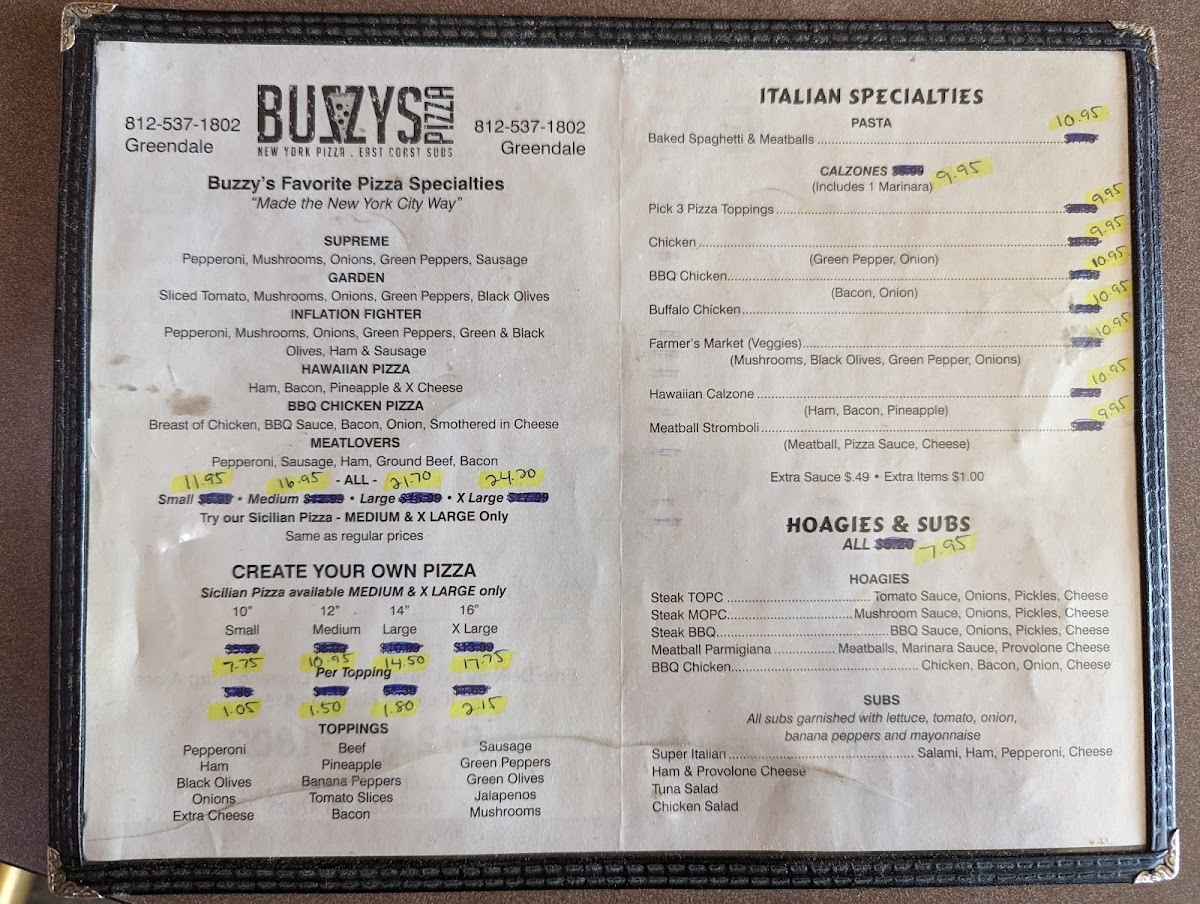 812-537-1802
Greendale
BUZZYS PIZZA
NEW YORK PIZZA . EAST COAST SUBS
812-537-1802
Greendale
Buzzy's Favorite Pizza Specialties
"Made the New York City Way"
SUPREME
Pepperoni, Mushrooms, Onions, Green Peppers, Sausage
GARDEN
Sliced Tomato, Mushrooms, Onions, Green Peppers, Black Olives
INFLATION FIGHTER
Pepperoni, Mushrooms, Onions, Green Peppers, Green & Black
Olives, Ham & Sausage
HAWAIIAN PIZZA
Ham, Bacon, Pineapple & X Cheese
BBQ CHICKEN PIZZA
Breast of Chicken, BBQ Sauce, Bacon, Onion, Smothered in Cheese
MEATLOVERS
Pepperoni, Sausage, Ham, Ground Beef, Bacon
11.95 16.95 - ALL - 21.70 24.20
Small • Medium • Large • X Large
Try our Sicilian Pizza - MEDIUM & X LARGE Only
Same as regular prices
CREATE YOUR OWN PIZZA
Sicilian Pizza available MEDIUM & X LARGE only
10" 12" 14" 16"
Small Medium Large X Large
7.75 10.95 14.50 17.75
Per Topping
1.05 1.50 1.80 2.15
TOPPINGS
Pepperoni Beef Sausage
Ham Pineapple Green Peppers
Black Olives Banana Peppers Green Olives
Onions Tomato Slices Jalapenos
Extra Cheese Bacon Mushrooms
ITALIAN SPECIALTIES
PASTA
Baked Spaghetti & Meatballs 10.95
CALZONES 9.95
(Includes 1 Marinara)
Pick 3 Pizza Toppings 9.95
Chicken 9.95
(Green Pepper, Onion)
BBQ Chicken 10.95
(Bacon, Onion)
Buffalo Chicken 10.95
Farmer's Market (Veggies) 10.95
(Mushrooms, Black Olives, Green Pepper, Onions)
Hawaiian Calzone 10.95
(Ham, Bacon, Pineapple)
Meatball Stromboli 9.95
(Meatball, Pizza Sauce, Cheese)
Extra Sauce $.49 • Extra Items $1.00
HOAGIES & SUBS
ALL 7.95
HOAGIES
Steak TOPC Tomato Sauce, Onions, Pickles, Cheese
Steak MOPC Mushroom Sauce, Onions, Pickles, Cheese
Steak BBQ BBQ Sauce, Onions, Pickles, Cheese
Meatball Parmigiana Meatballs, Marinara Sauce, Provolone Cheese
BBQ Chicken Chicken, Bacon, Onion, Cheese
SUBS
All subs garnished with lettuce, tomato, onion,
banana peppers and mayonnaise
Super Italian Salami, Ham, Pepperoni, Cheese
Ham & Provolone Cheese
Tuna Salad
Chicken Salad